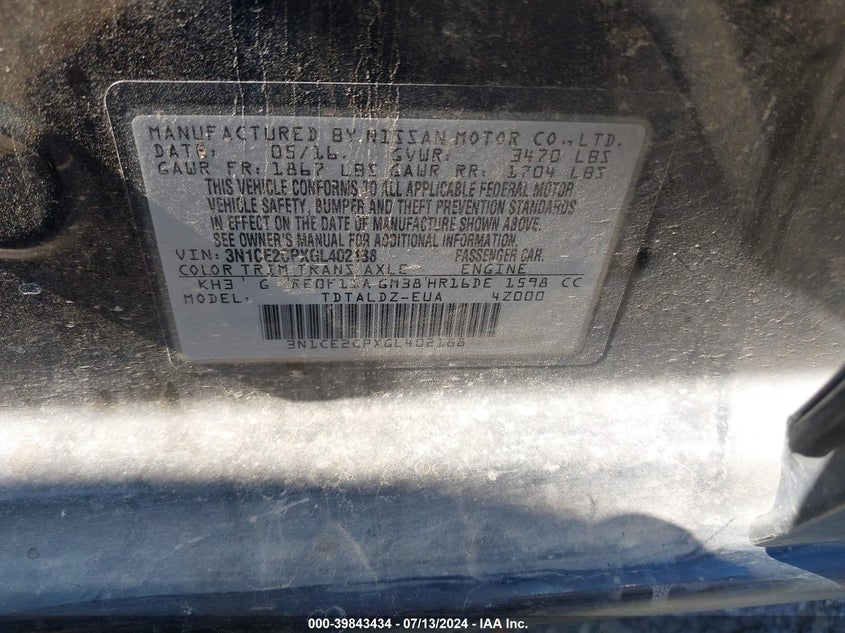 MANUFACTURED BY NISSAN MOTOR CO.,LTD.
DATE: 05/16. GVWR: 3470 LBS
GAWR FR: 1867 LBS GAWR RR: 1704 LBS
THIS VEHICLE CONFORMS TO ALL APPLICABLE FEDERAL MOTOR
VEHICLE SAFETY, BUMPER AND THEFT PREVENTION STANDARDS
IN EFFECT ON THE DATE OF MANUFACTURE SHOWN ABOVE.
SEE OWNER'S MANUAL FOR ADDITIONAL INFORMATION.
VIN: 3N1CE2CPXGL402188 PASSENGER CAR.
COLOR TRIM TRANS AXLE ENGINE
KH3 G RE0F11A GM38 HR16DE 1598 CC
MODEL: TDTALDZ-EUA 4Z000
3N1CE2CPXGL402188
000-39843434 — 07/13/2024 — IAA Inc.